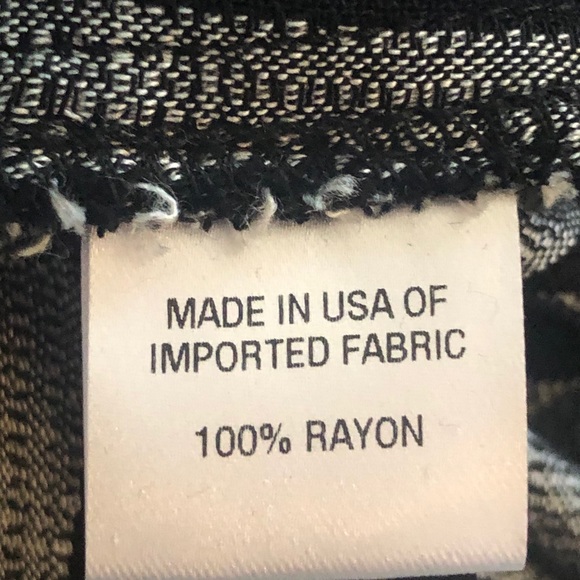 MADE IN USA OF
IMPORTED FABRIC
100% RAYON